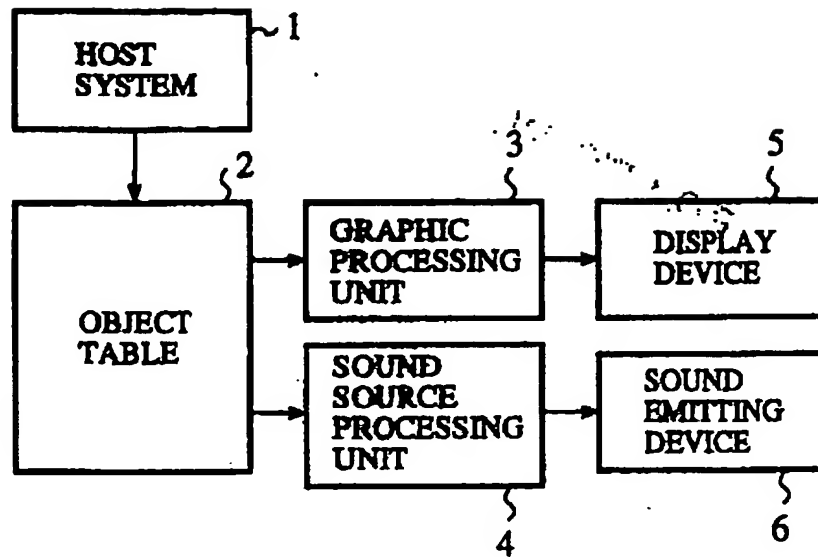 HOST
SYSTEM
1
2
OBJECT
TABLE
3
GRAPHIC
PROCESSING
UNIT
5
DISPLAY
DEVICE
SOUND
SOURCE
PROCESSING
UNIT
4
SOUND
EMITTING
DEVICE
6